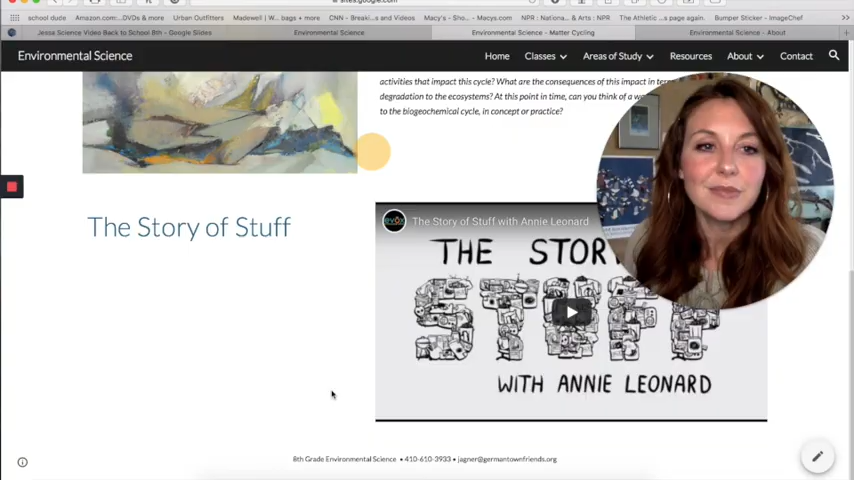 sites.google.com
school dude Amazon.com...DVDs & more Urban Outfitters Madewell | W... bags + more CNN - Breaki... and Videos Macy's - Sho... - Macys.com NPR : Nationa... & Arts : NPR The Athletic ...s page again. Bumper Sticker - ImageChef
Jessa Science Video Back to School 8th - Google Slides Environmental Science Environmental Science - Matter Cycling Environmental Science - About
Environmental Science Home Classes Areas of Study Resources About Contact
activities that impact this cycle? What are the consequences of this impact in ter
degradation to the ecosystems? At this point in time, can you think of a wa
to the biogeochemical cycle, in concept or practice?
The Story of Stuff
The Story of Stuff with Annie Leonard
THE STOR
STUFF
WITH ANNIE LEONARD
8th Grade Environmental Science • 410-610-3933 • jagner@germantownfriends.org